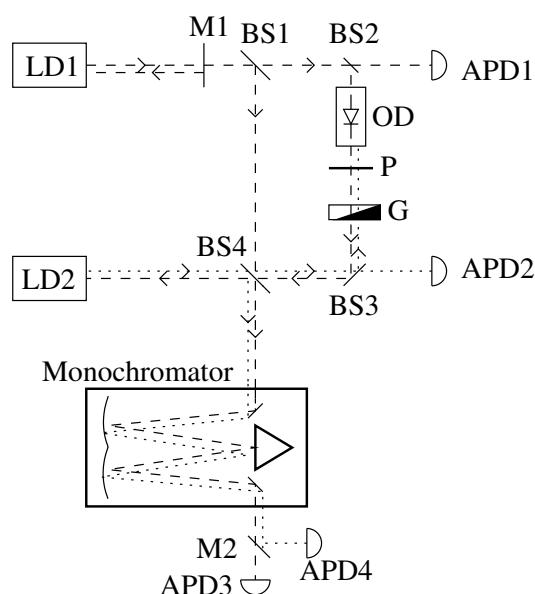 M1
BS1
BS2
LD1
APD1
OD
P
G
BS4
LD2
APD2
BS3
Monochromator
M2
APD4
APD3